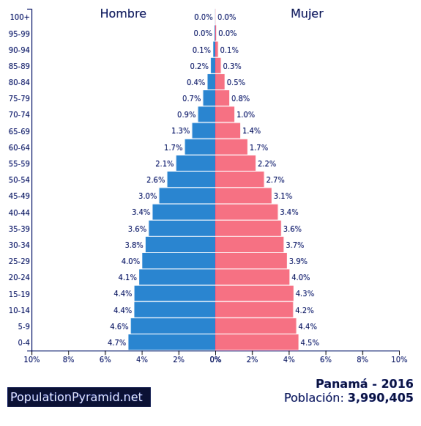 Hombre Mujer
100+ 0.0% 0.0%
95-99 0.0% 0.0%
90-94 0.1% 0.1%
85-89 0.2% 0.3%
80-84 0.4% 0.5%
75-79 0.7% 0.8%
70-74 0.9% 1.0%
65-69 1.3% 1.4%
60-64 1.7% 1.7%
55-59 2.1% 2.2%
50-54 2.6% 2.7%
45-49 3.0% 3.1%
40-44 3.4% 3.4%
35-39 3.6% 3.6%
30-34 3.8% 3.7%
25-29 4.0% 3.9%
20-24 4.1% 4.0%
15-19 4.4% 4.3%
10-14 4.4% 4.2%
5-9 4.6% 4.4%
0-4 4.7% 4.5%
10% 8% 6% 4% 2% 0% 2% 4% 6% 8% 10%
Panamá - 2016
PopulationPyramid.net Población: 3,990,405